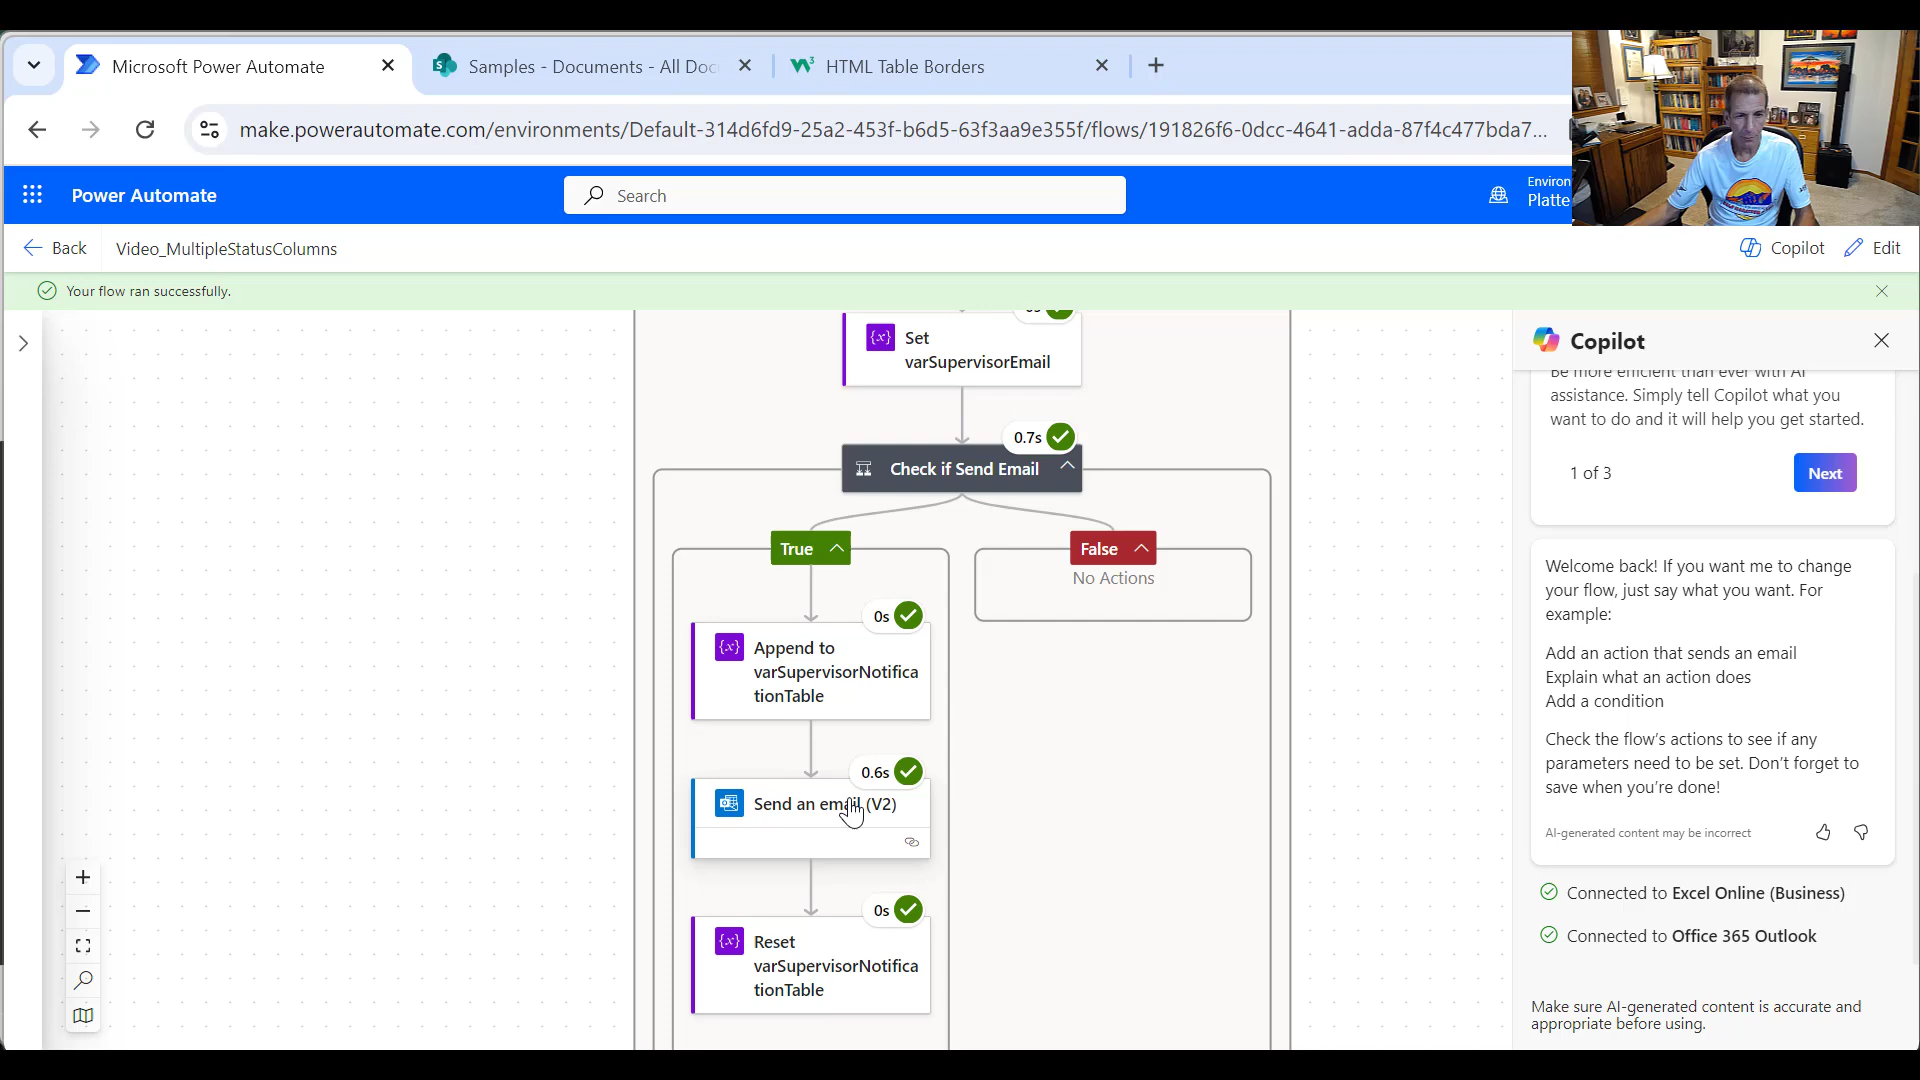 Microsoft Power Automate
Samples - Documents - All Doc
HTML Table Borders
make.powerautomate.com/environments/Default-314d6fd9-25a2-453f-b6d5-63f3aa9e355f/flows/191826f6-0dcc-4641-adda-87f4c477bda7...
Power Automate
Search
Environ
Platte
Back
Video_MultipleStatusColumns
Copilot
Edit
Your flow ran successfully.
Set
varSupervisorEmail
0.7s
Check if Send Email
True
False
No Actions
0s
Append to
varSupervisorNotifica
tionTable
0.6s
Send an email (V2)
0s
Reset
varSupervisorNotifica
tionTable
Copilot
Be more efficient than ever with AI
assistance. Simply tell Copilot what you
want to do and it will help you get started.
1 of 3
Next
Welcome back! If you want me to change
your flow, just say what you want. For
example:
Add an action that sends an email
Explain what an action does
Add a condition
Check the flow's actions to see if any
parameters need to be set. Don't forget to
save when you're done!
AI-generated content may be incorrect
Connected to Excel Online (Business)
Connected to Office 365 Outlook
Make sure AI-generated content is accurate and
appropriate before using.